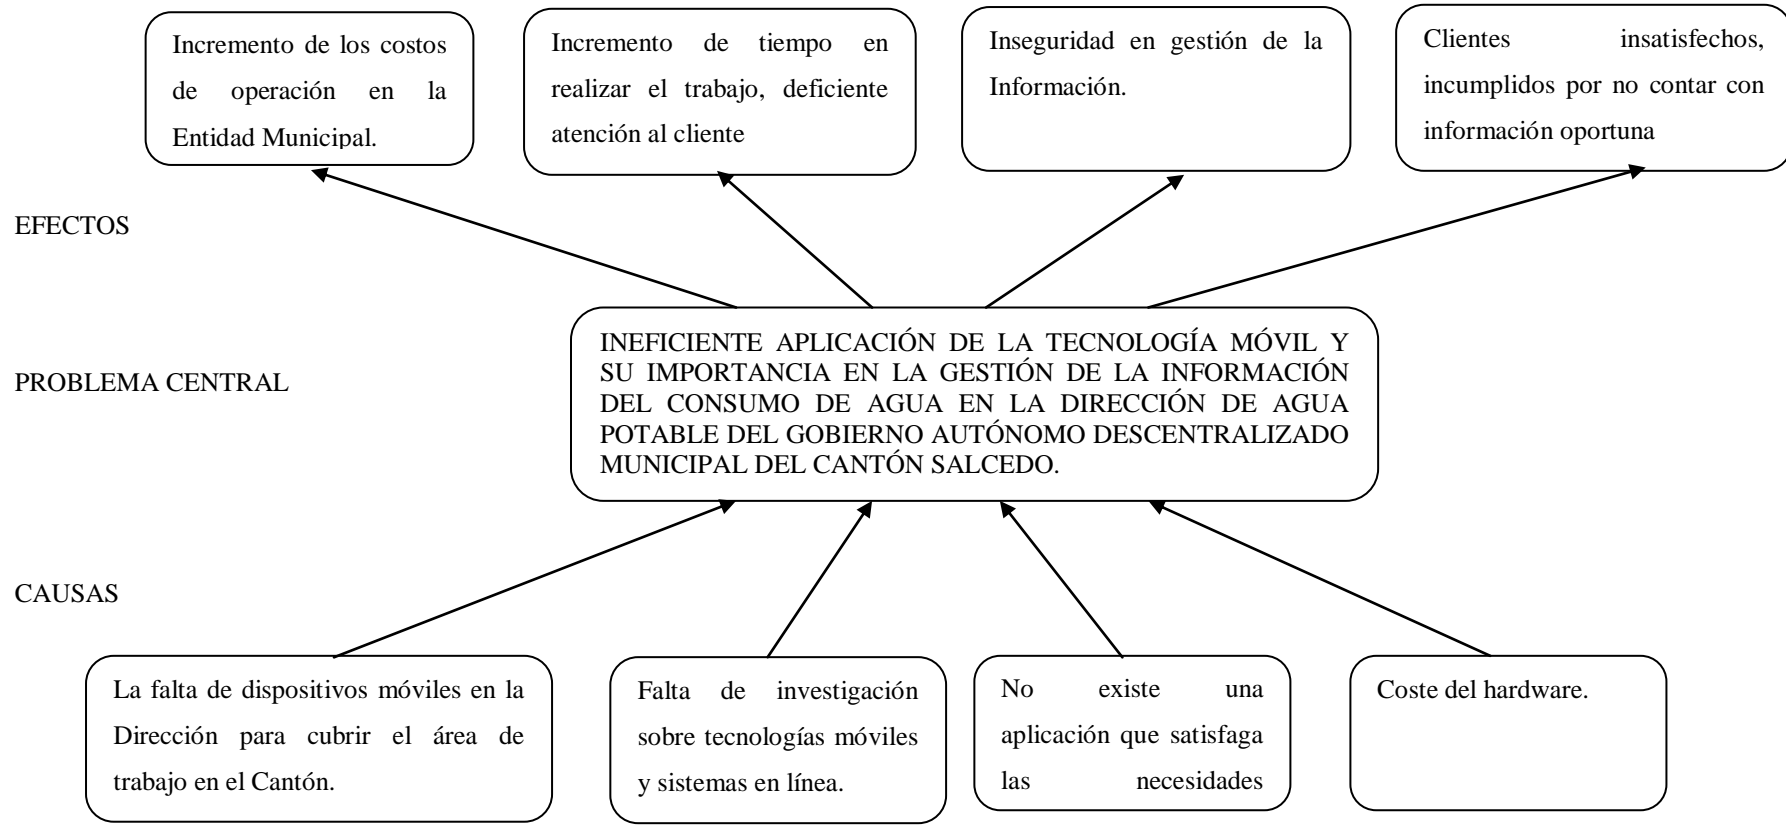 Incremento de los costos
de operación en la
Entidad Municipal.
Incremento de tiempo en
realizar el trabajo, deficiente
atención al cliente
Inseguridad en gestión de la
Información.
Clientes insatisfechos,
incumplidos por no contar con
información oportuna
EFECTOS
PROBLEMA CENTRAL
INEFICIENTE APLICACIÓN DE LA TECNOLOGÍA MÓVIL Y
SU IMPORTANCIA EN LA GESTIÓN DE LA INFORMACIÓN
DEL CONSUMO DE AGUA EN LA DIRECCIÓN DE AGUA
POTABLE DEL GOBIERNO AUTÓNOMO DESCENTRALIZADO
MUNICIPAL DEL CANTÓN SALCEDO.
CAUSAS
La falta de dispositivos móviles en la
Dirección para cubrir el área de
trabajo en el Cantón.
Falta de investigación
sobre tecnologías móviles
y sistemas en línea.
No existe una
aplicación que satisfaga
las necesidades
Coste del hardware.